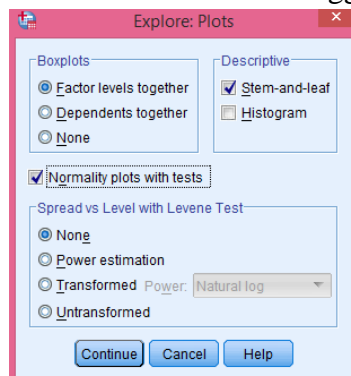 Explore: Plots
Boxplots
Factor levels together
Dependents together
None
Descriptive
Stem-and-leaf
Histogram
Normality plots with tests
Spread vs Level with Levene Test
None
Power estimation
Transformed Power: Natural log
Untransformed
Continue Cancel Help